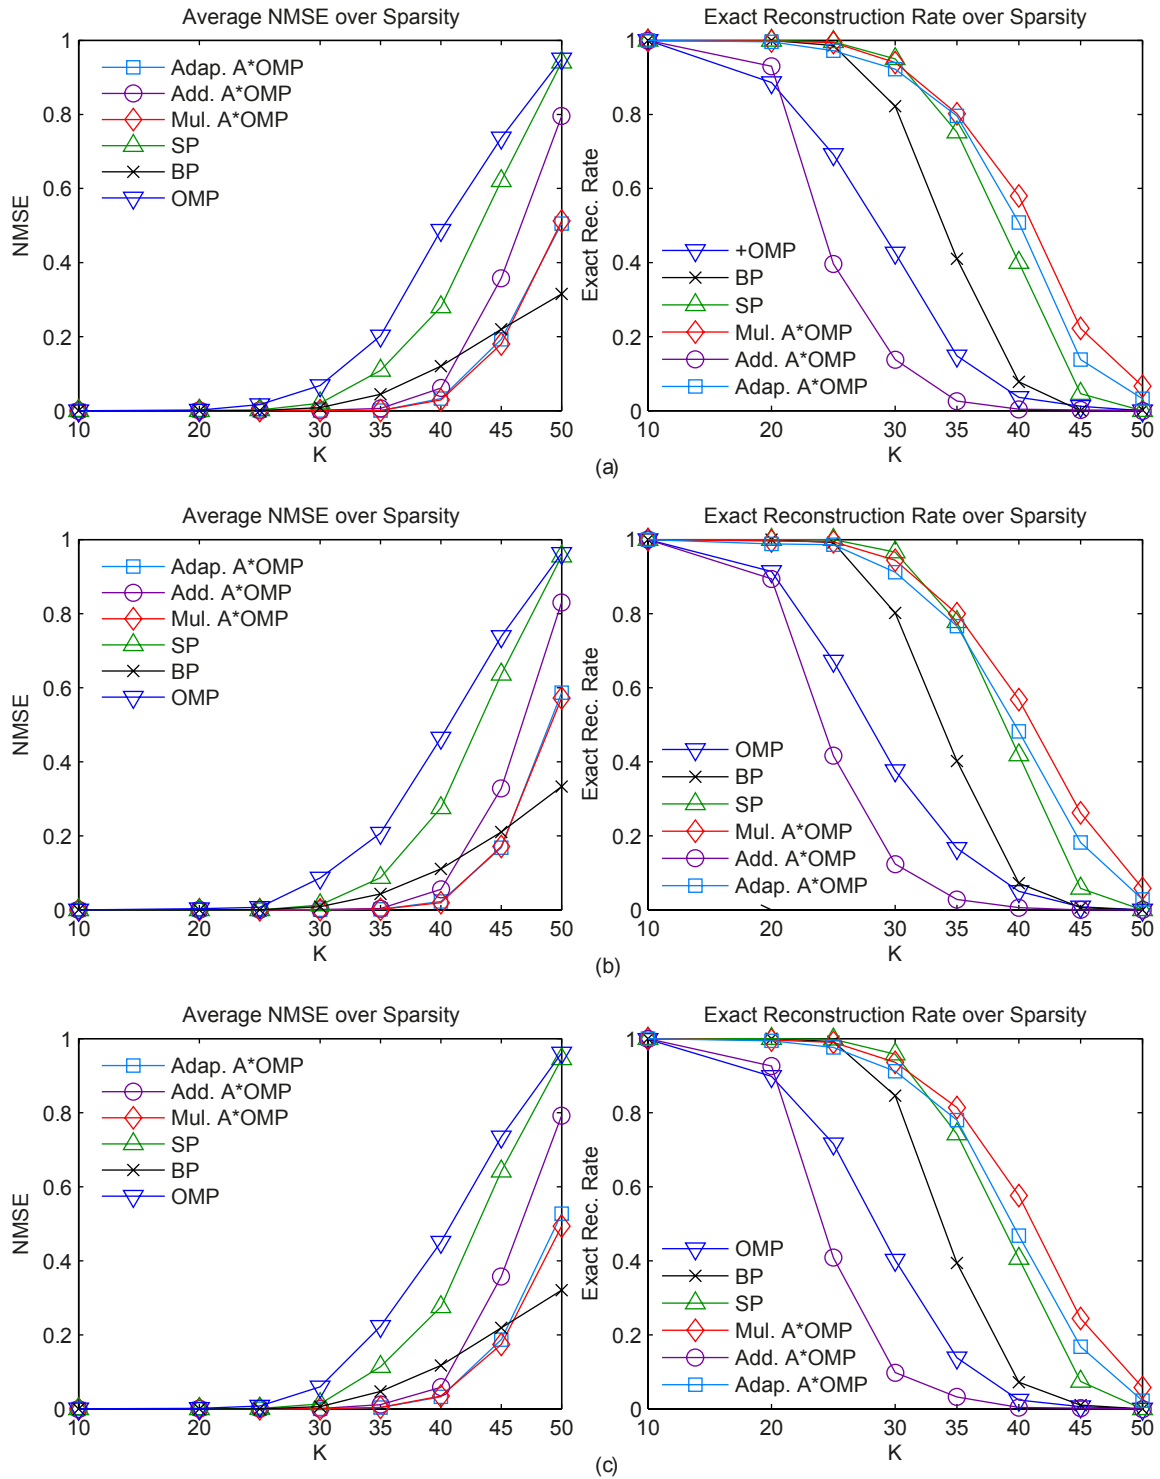 Average NMSE over Sparsity
1
0.8
0.6
0.4
0.2
0
NMSE
Adap. A*OMP
Add. A*OMP
Mul. A*OMP
SP
BP
OMP
10 20 25 30 35 40 45 50
K
Exact Reconstruction Rate over Sparsity
1
0.8
0.6
0.4
0.2
0
Exact Rec. Rate
+OMP
BP
SP
Mul. A*OMP
Add. A*OMP
Adap. A*OMP
10 20 25 30 35 40 45 50
K
(a)
Average NMSE over Sparsity
1
0.8
0.6
0.4
0.2
0
NMSE
Adap. A*OMP
Add. A*OMP
Mul. A*OMP
SP
BP
OMP
10 20 25 30 35 40 45 50
K
Exact Reconstruction Rate over Sparsity
1
0.8
0.6
0.4
0.2
0
Exact Rec. Rate
OMP
BP
SP
Mul. A*OMP
Add. A*OMP
Adap. A*OMP
10 20 25 30 35 40 45 50
K
(b)
Average NMSE over Sparsity
1
0.8
0.6
0.4
0.2
0
NMSE
Adap. A*OMP
Add. A*OMP
Mul. A*OMP
SP
BP
OMP
10 20 25 30 35 40 45 50
K
Exact Reconstruction Rate over Sparsity
1
0.8
0.6
0.4
0.2
0
Exact Rec. Rate
OMP
BP
SP
Mul. A*OMP
Add. A*OMP
Adap. A*OMP
10 20 25 30 35 40 45 50
K
(c)